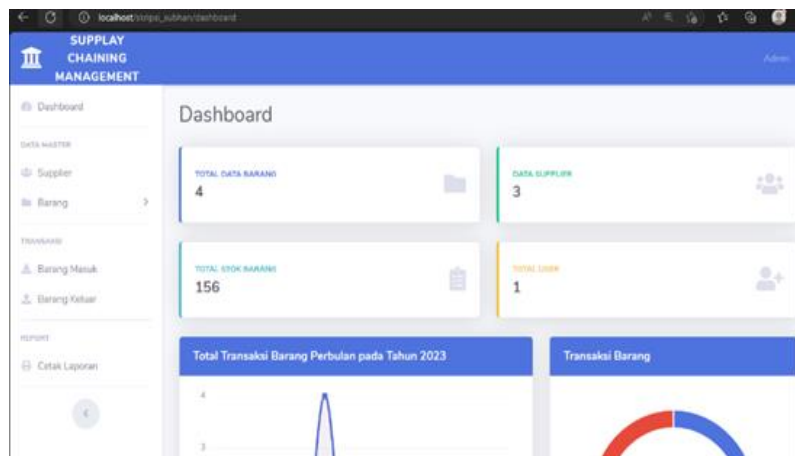 localhost/skripsi_subhan/dashboard
SUPPLAY
CHAINING
MANAGEMENT
Admin
Dashboard
DATA MASTER
Supplier
Barang
TRANSAKSI
Barang Masuk
Barang Keluar
REPORT
Cetak Laporan
Dashboard
TOTAL DATA BARANG
4
DATA SUPPLIER
3
TOTAL STOK BARANG
156
TOTAL USER
1
Total Transaksi Barang Perbulan pada Tahun 2023
4
3
Transaksi Barang